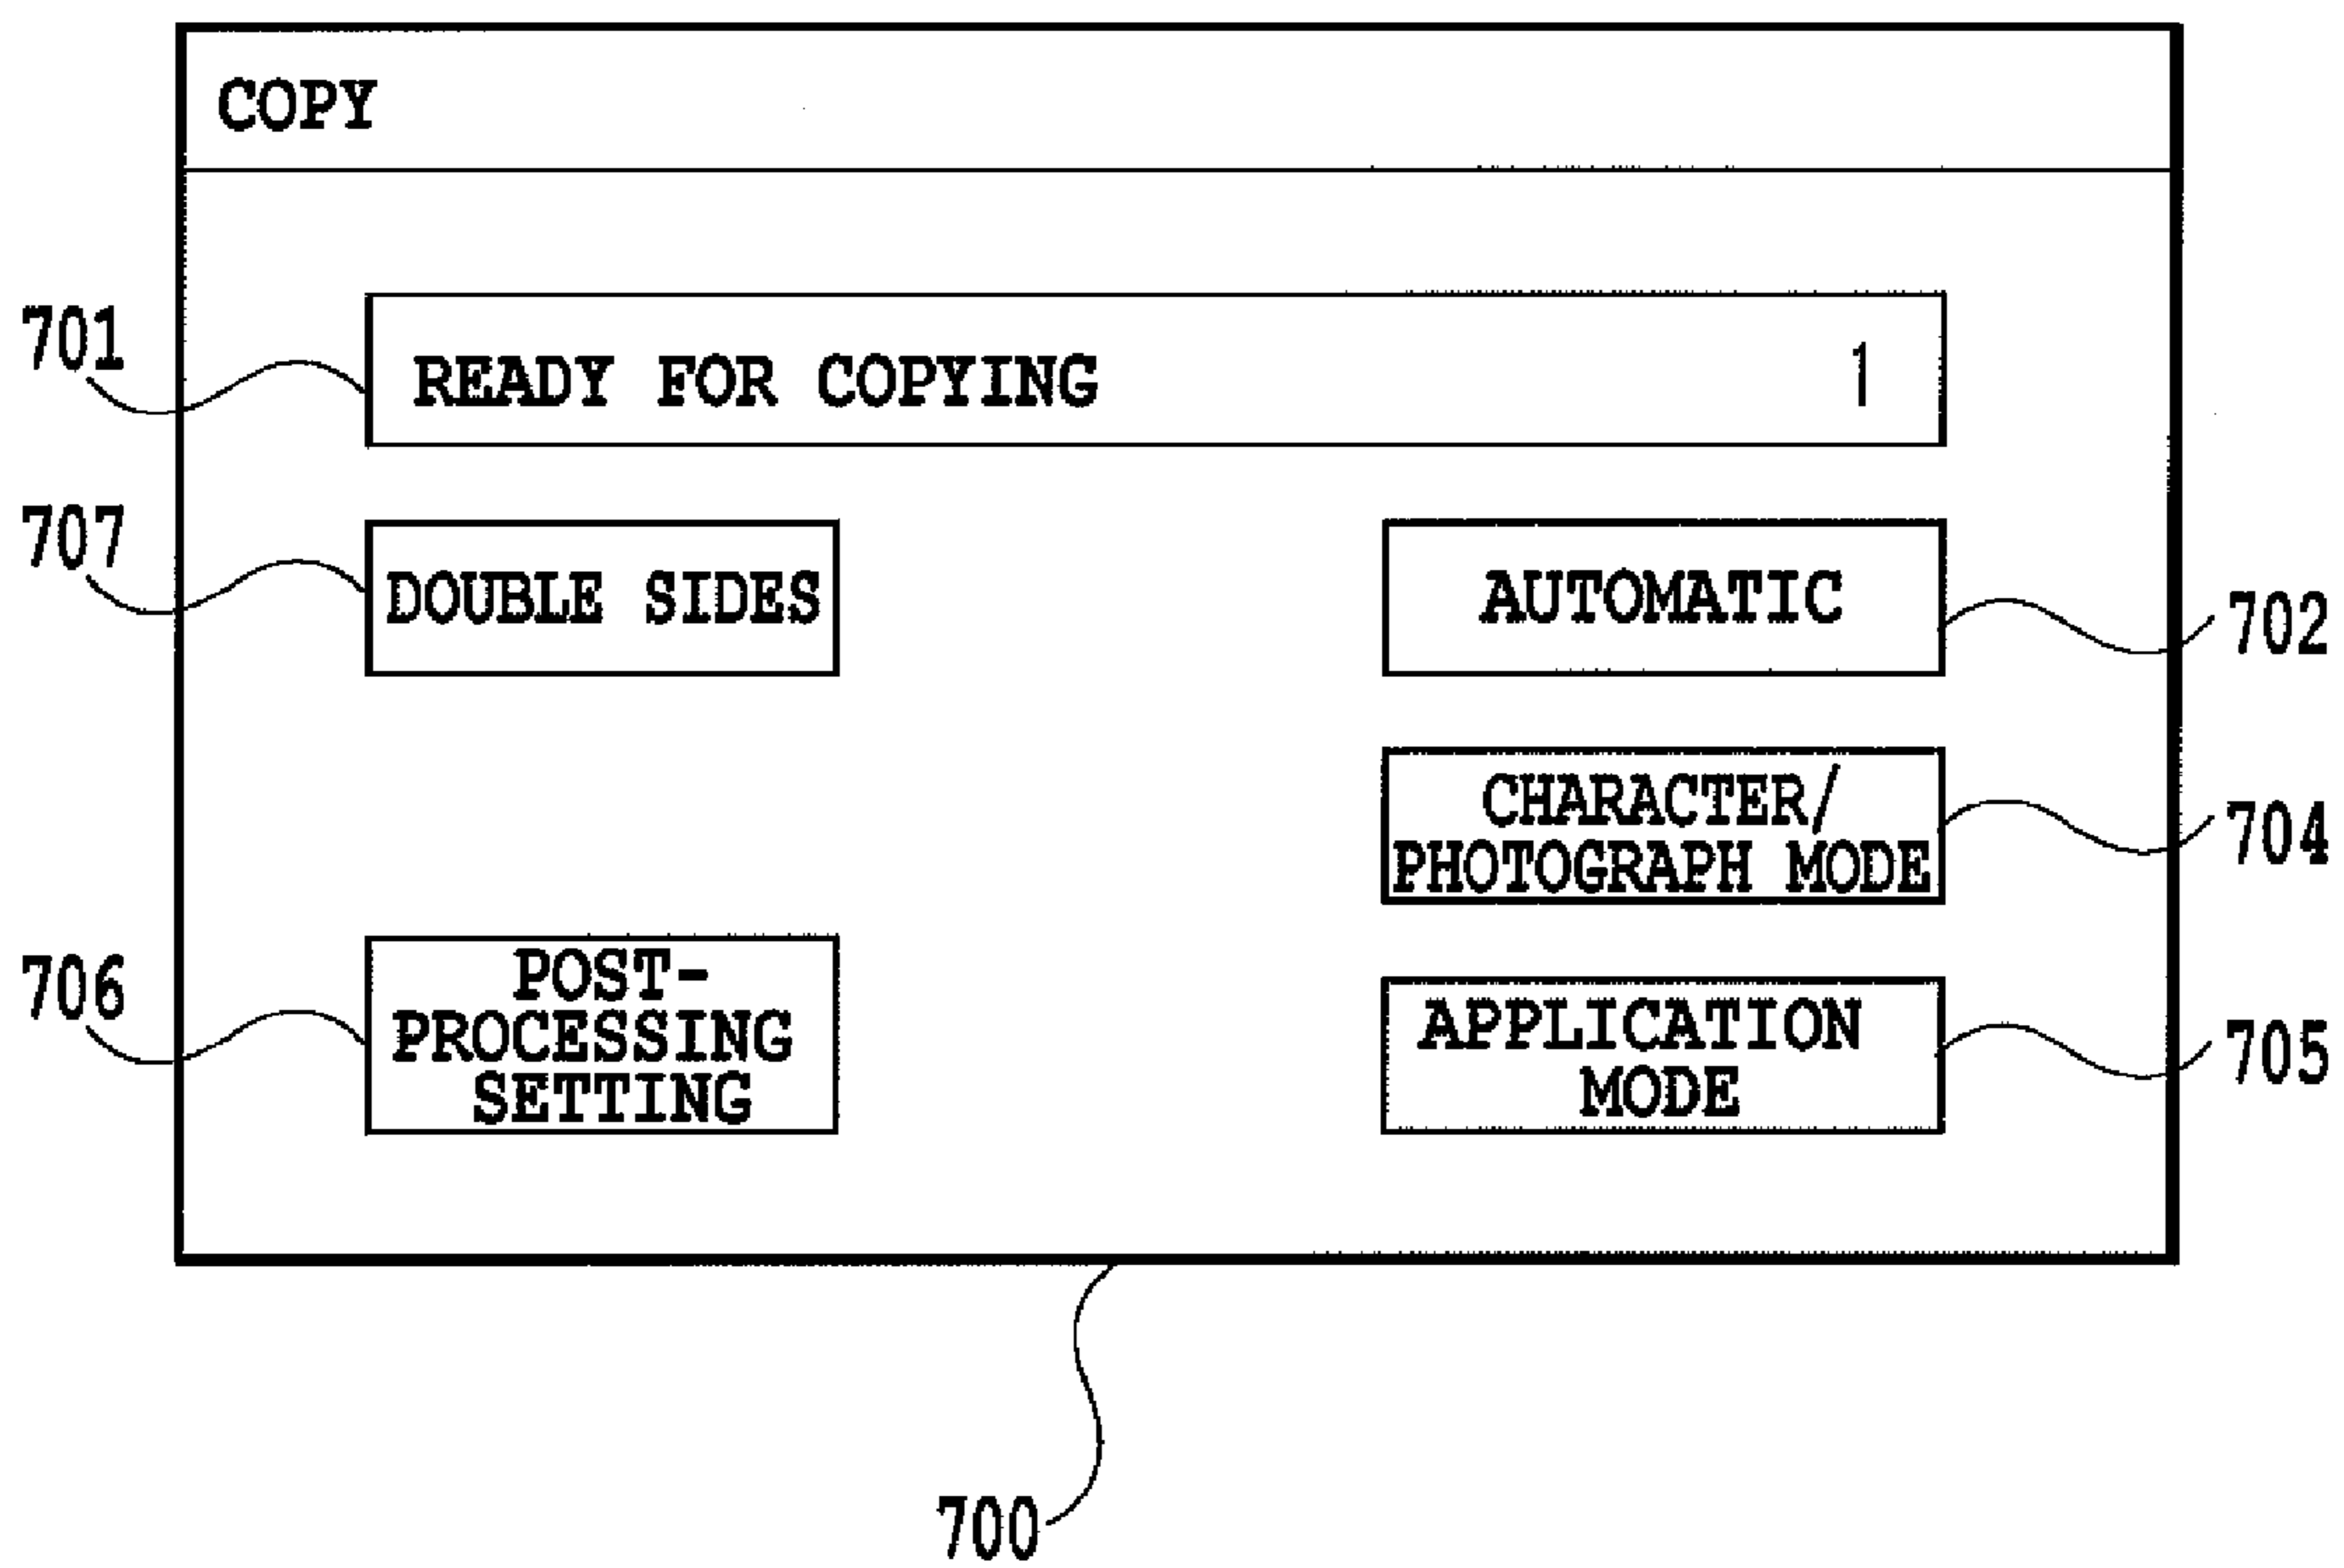 COPY
701
READY FOR COPYING 1
707
DOUBLE SIDES
AUTOMATIC
702
CHARACTER/
PHOTOGRAPH MODE
704
706
POST-
PROCESSING
SETTING
APPLICATION
MODE
705
700